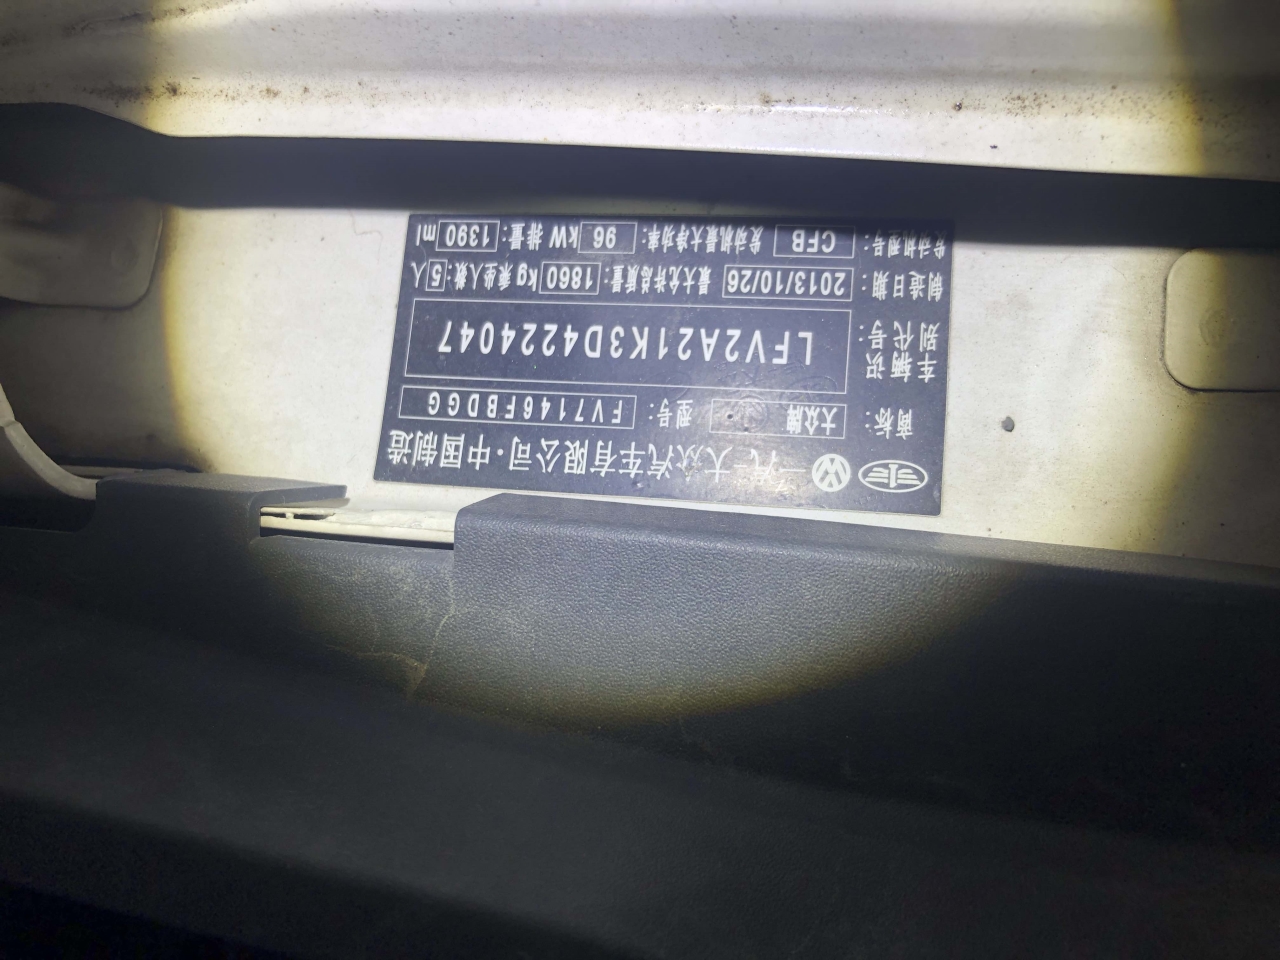 一汽-大众汽车有限公司·中国制造
商标: 大众牌 型号: FV7146FBDGG
车辆识别代号: LFV2A21K3D4224047
制造日期: 2013/10/26 最大允许总质量: 1860 kg 乘坐人数: 5 人
发动机型号: CFB 发动机最大净功率: 96 kW 排量: 1390 ml